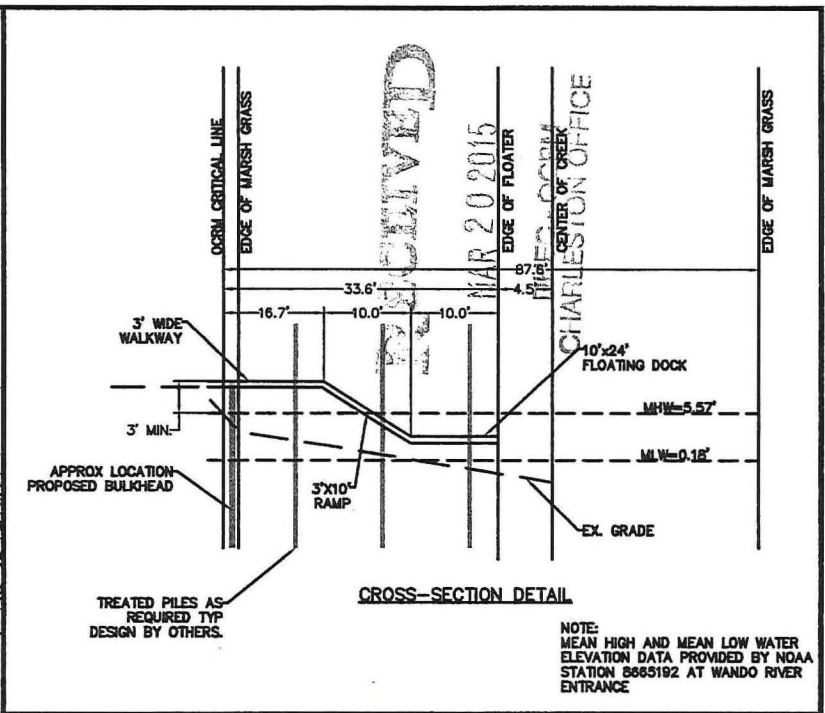 OCRM CRITICAL LINE
EDGE OF MARSH GRASS
RECEIVED
MAR 20 2015
EDGE OF FLOATER
DHEC-OCRM
CENTER OF CREEK
CHARLESTON OFFICE
EDGE OF MARSH GRASS
87.6'
33.6'
4.5'
16.7'
10.0'
10.0'
3' WIDE
WALKWAY
10'x24'
FLOATING DOCK
MHW=5.57'
3' MIN.
MLW=0.18'
APPROX LOCATION
PROPOSED BULKHEAD
3'X10'
RAMP
EX. GRADE
TREATED PILES AS
REQUIRED TYP
DESIGN BY OTHERS.
CROSS-SECTION DETAIL
NOTE:
MEAN HIGH AND MEAN LOW WATER
ELEVATION DATA PROVIDED BY NOAA
STATION 8665192 AT WANDO RIVER
ENTRANCE